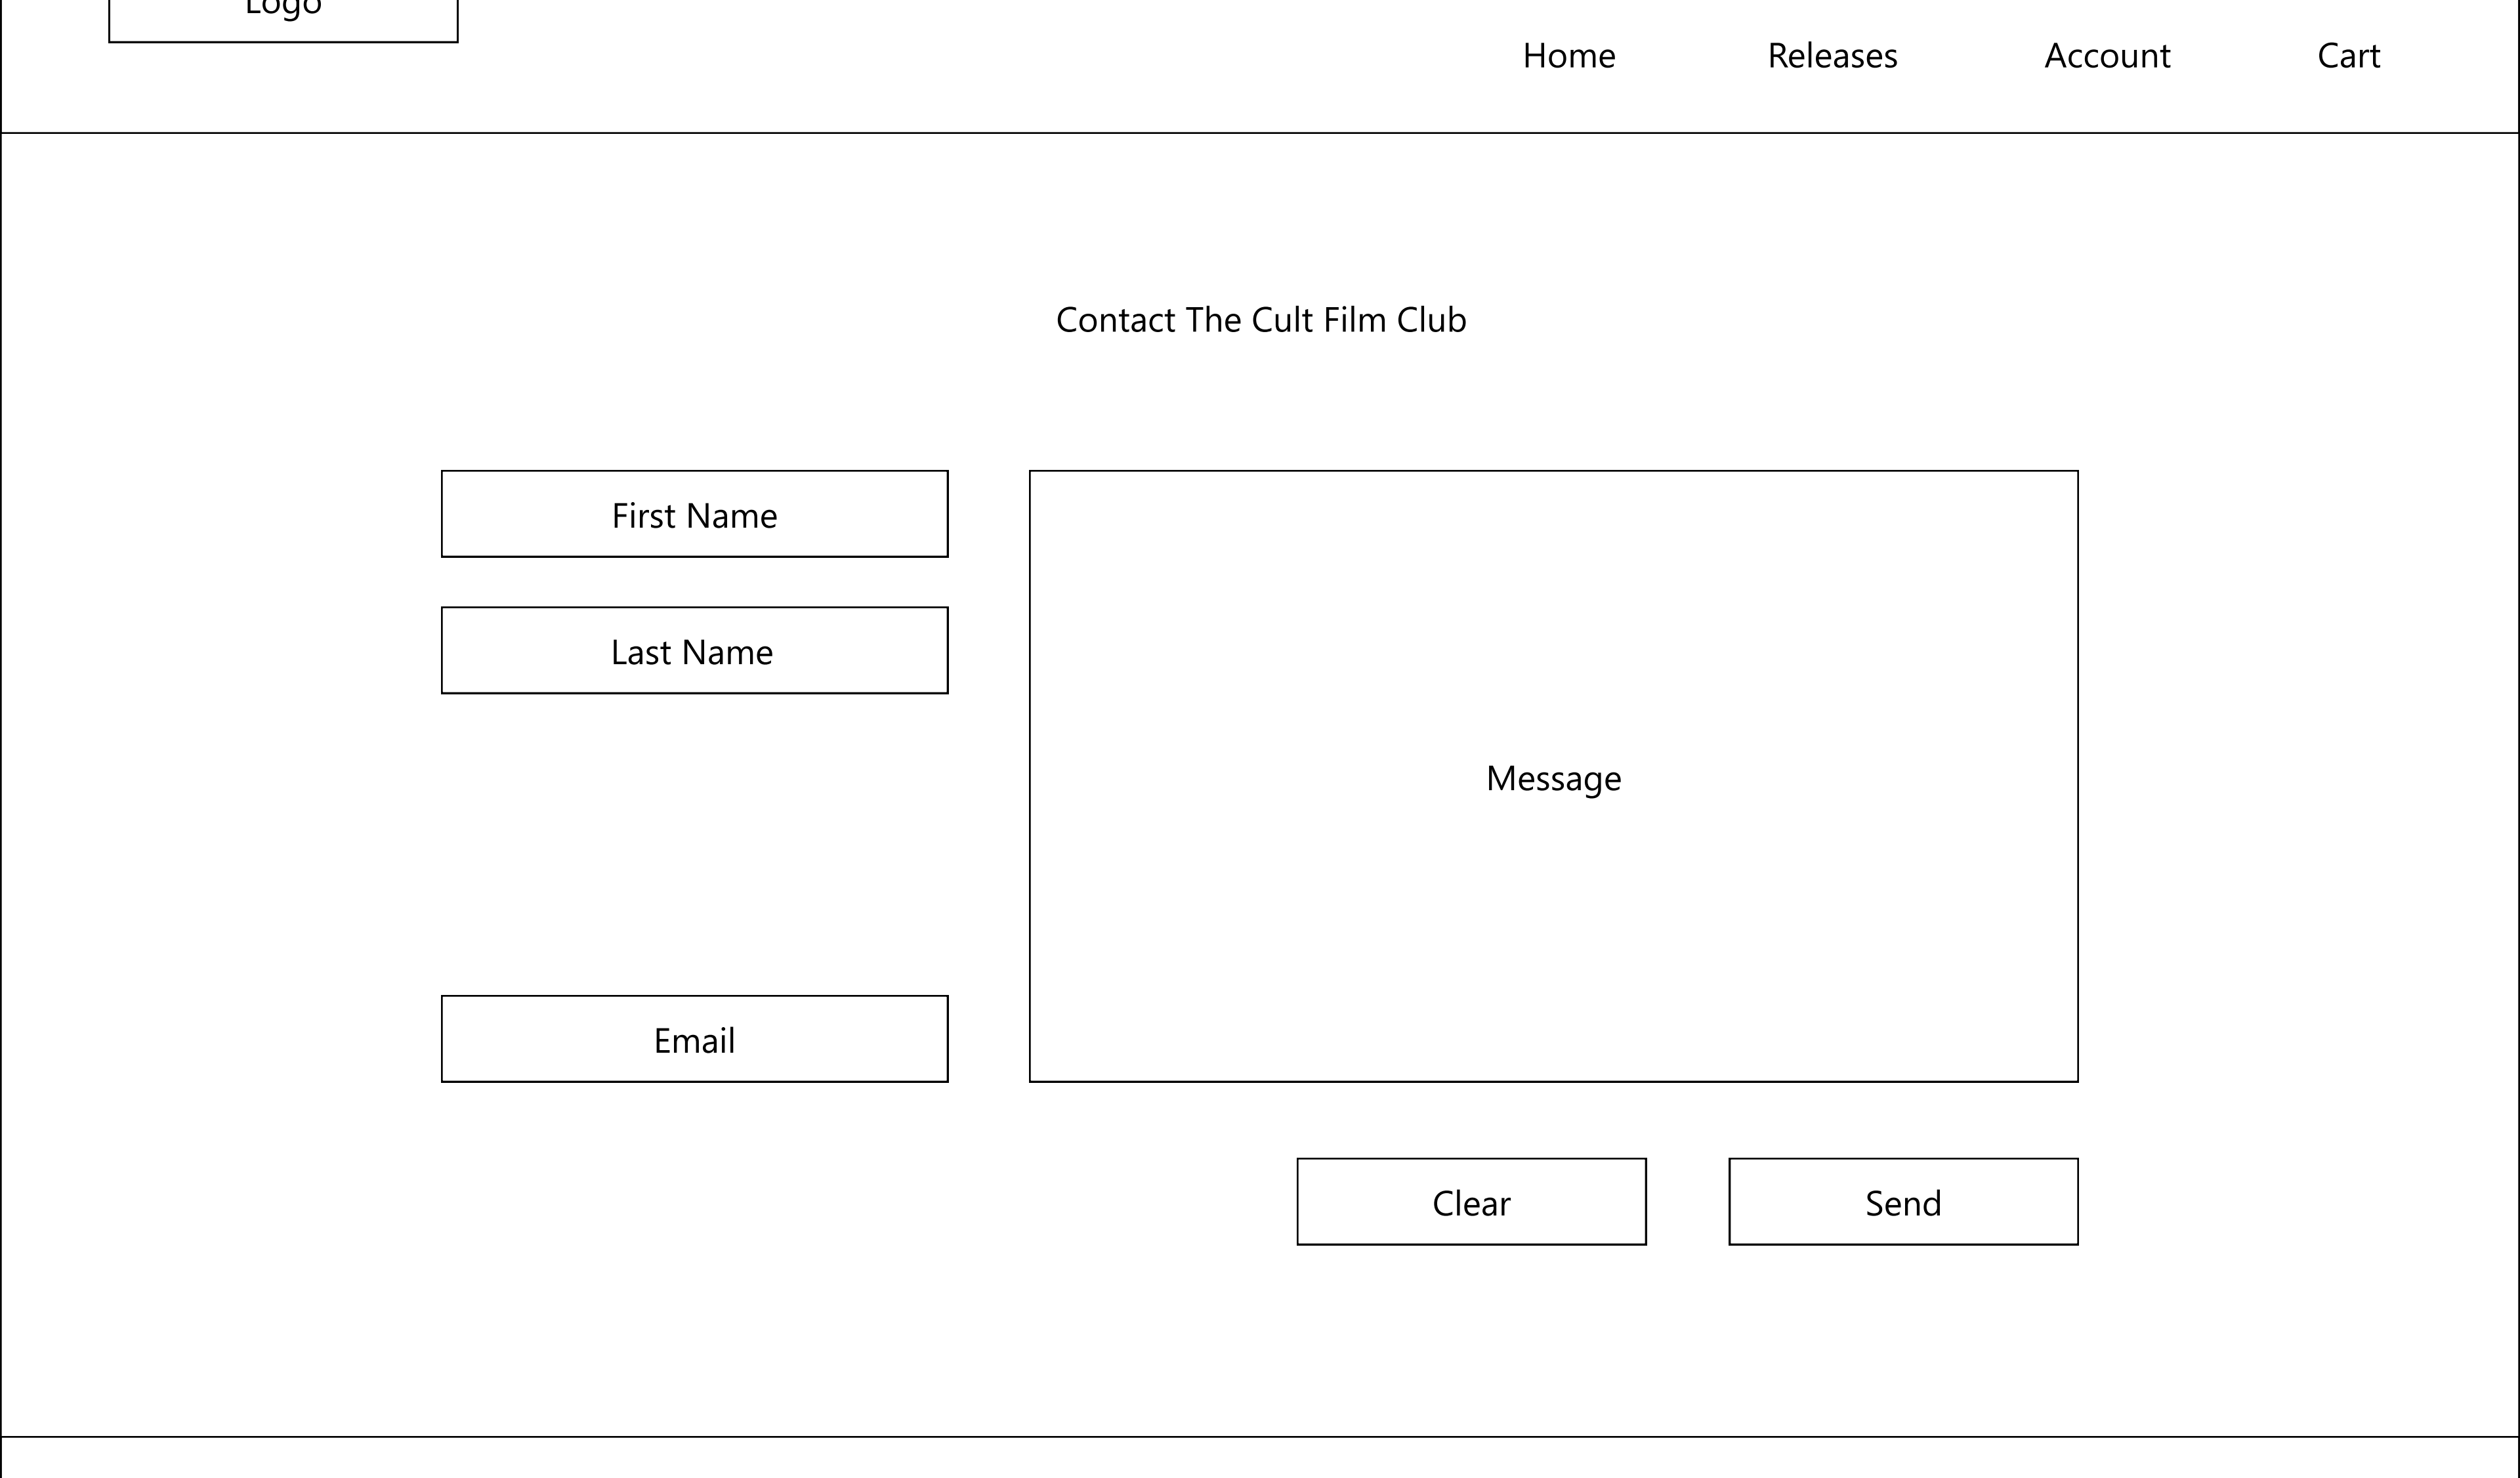 Logo
Home Releases Account Cart
Contact The Cult Film Club
First Name
Last Name
Message
Email
Clear Send